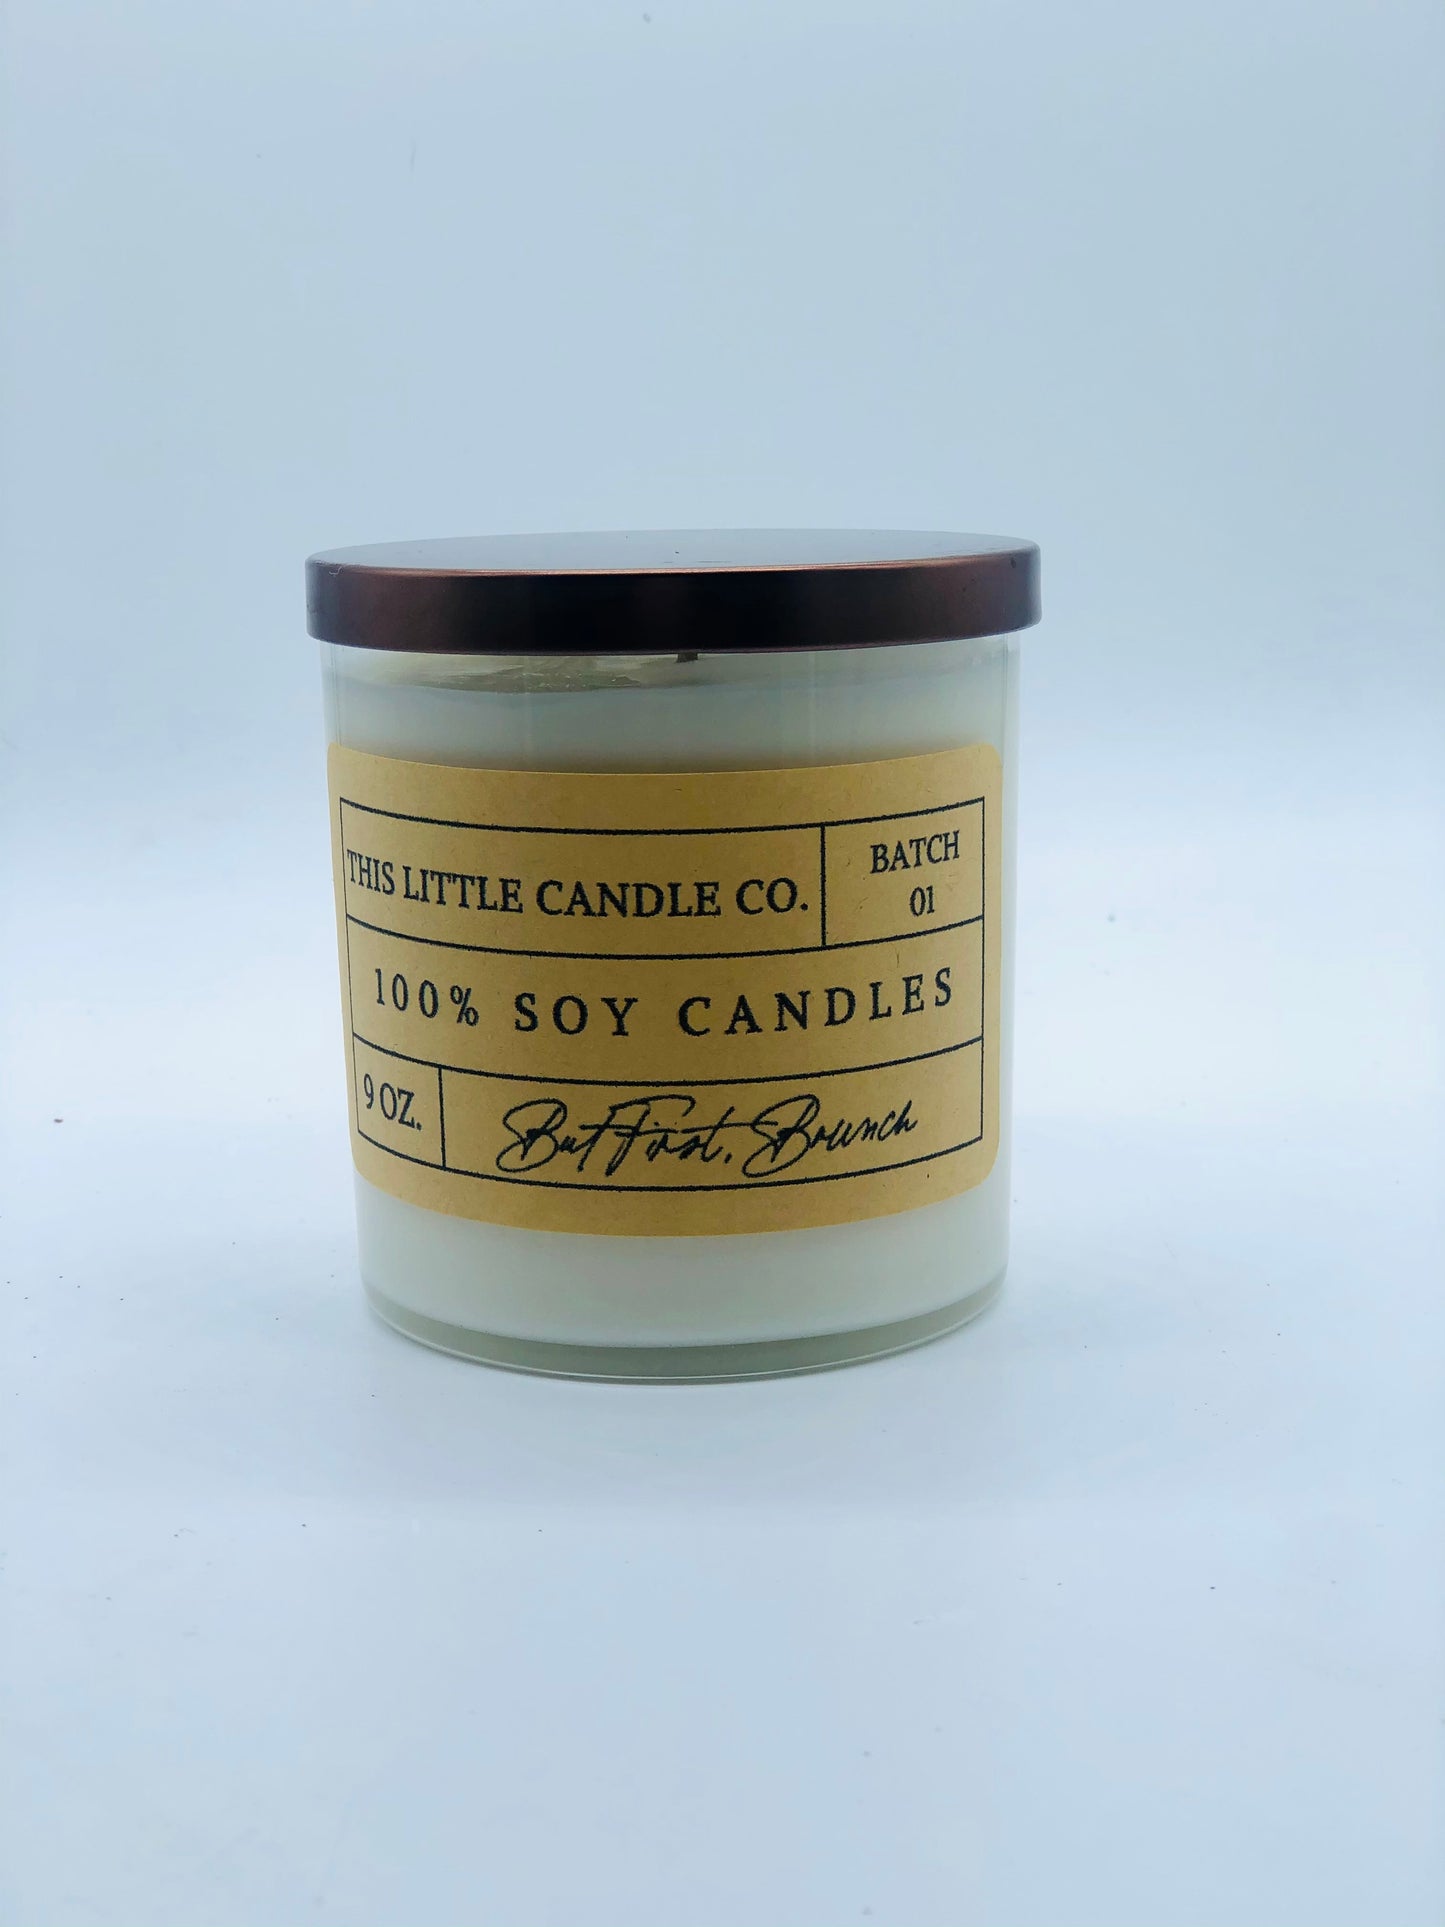 THIS LITTLE CANDLE CO.
BATCH
01
100% SOY CANDLES
9 OZ.
But First, Brunch